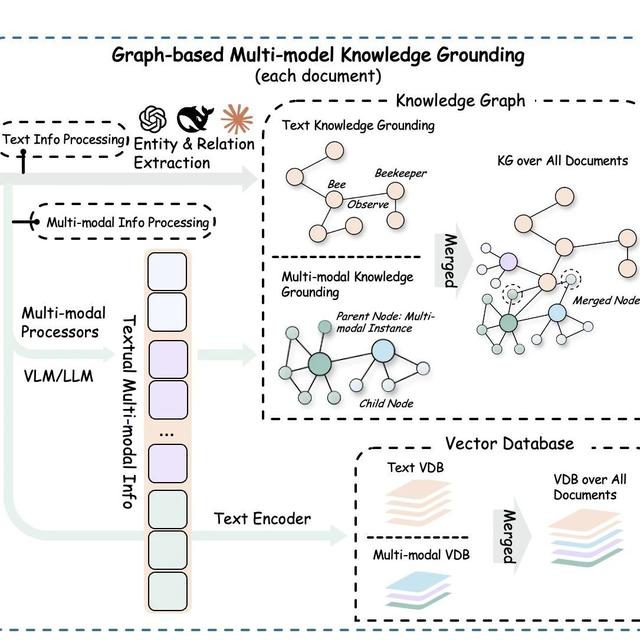 Graph-based Multi-model Knowledge Grounding
(each document)
Text Info Processing
Entity & Relation
Extraction
Multi-modal Info Processing
Multi-modal
Processors
VLM/LLM
Textual Multi-modal Info
...
Text Encoder
Knowledge Graph
Text Knowledge Grounding
Bee
Beekeeper
Observe
Multi-modal Knowledge
Grounding
Parent Node: Multi-
modal Instance
Child Node
Merged
KG over All Documents
Merged Node
Vector Database
Text VDB
Multi-modal VDB
Merged
VDB over All
Documents